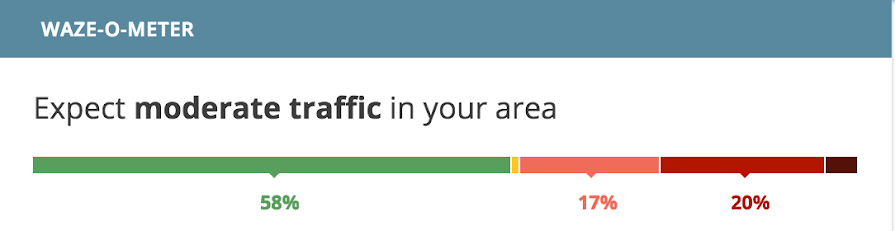 WAZE-O-METER
Expect moderate traffic in your area
58% 17% 20%